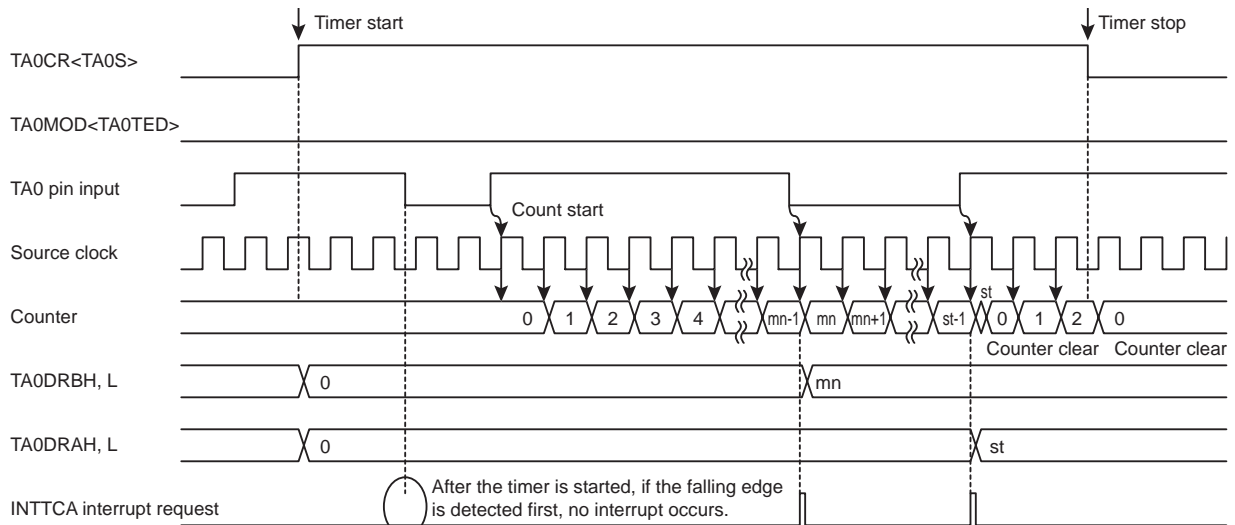 Timer start
Timer stop
TA0CR<TA0S>
TA0MOD<TA0TED>
TA0 pin input
Count start
Source clock
st
Counter 0 1 2 3 4 mn-1 mn mn+1 st-1 0 1 2 0
Counter clear Counter clear
TA0DRBH, L 0 mn
TA0DRAH, L 0 st
After the timer is started, if the falling edge
INTTCA interrupt request is detected first, no interrupt occurs.